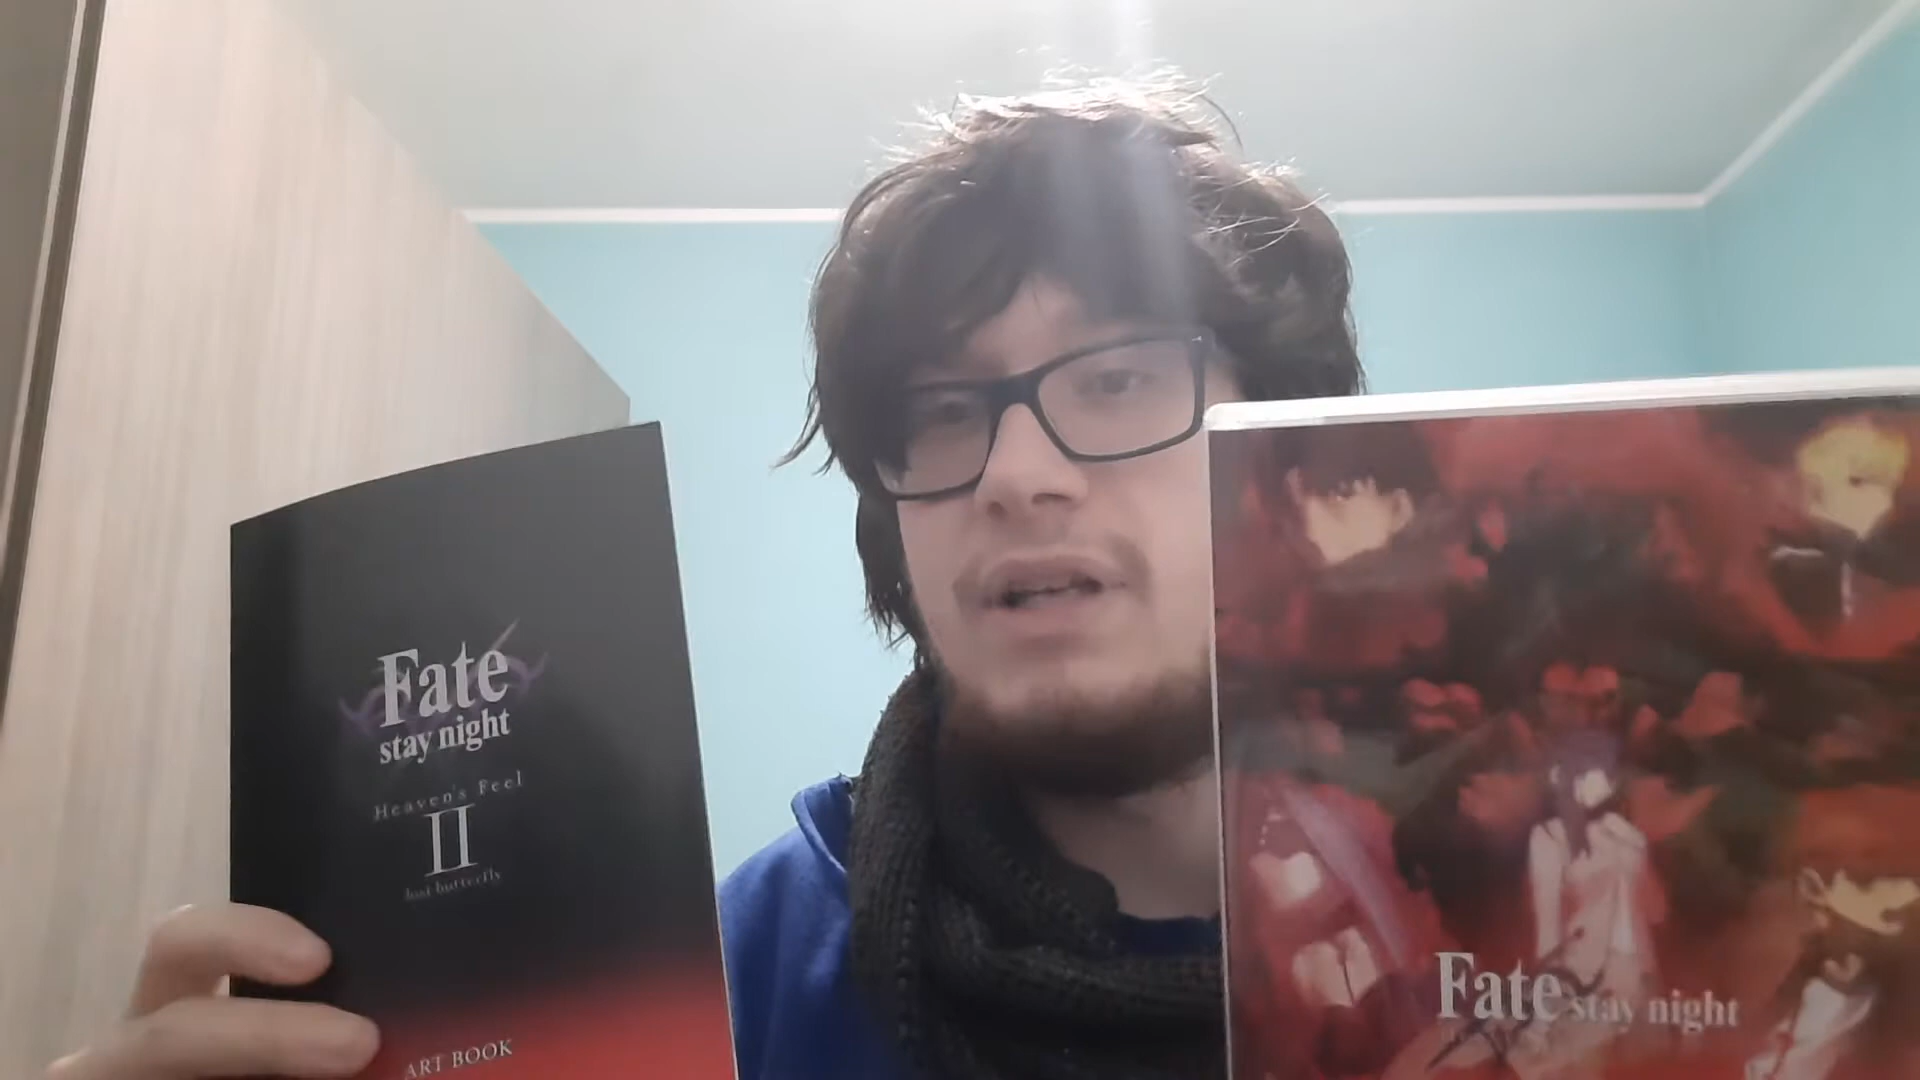 Fate
stay night
Heaven's Feel
II
lost butterfly
ART BOOK
Fate stay night